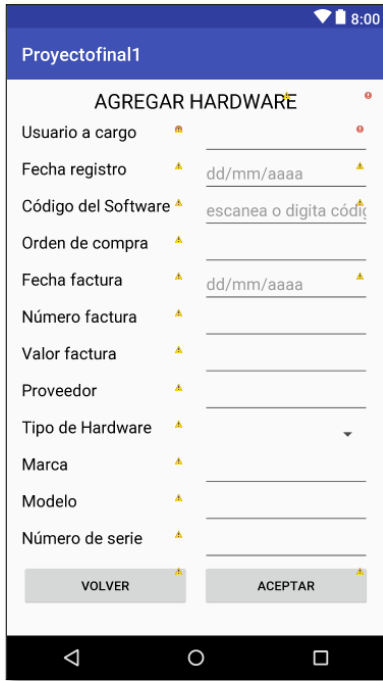 8:00
Proyectofinal1
AGREGAR HARDWARE
Usuario a cargo
Fecha registro dd/mm/aaaa
Código del Software escanea o digita códig
Orden de compra
Fecha factura dd/mm/aaaa
Número factura
Valor factura
Proveedor
Tipo de Hardware
Marca
Modelo
Número de serie
VOLVER ACEPTAR